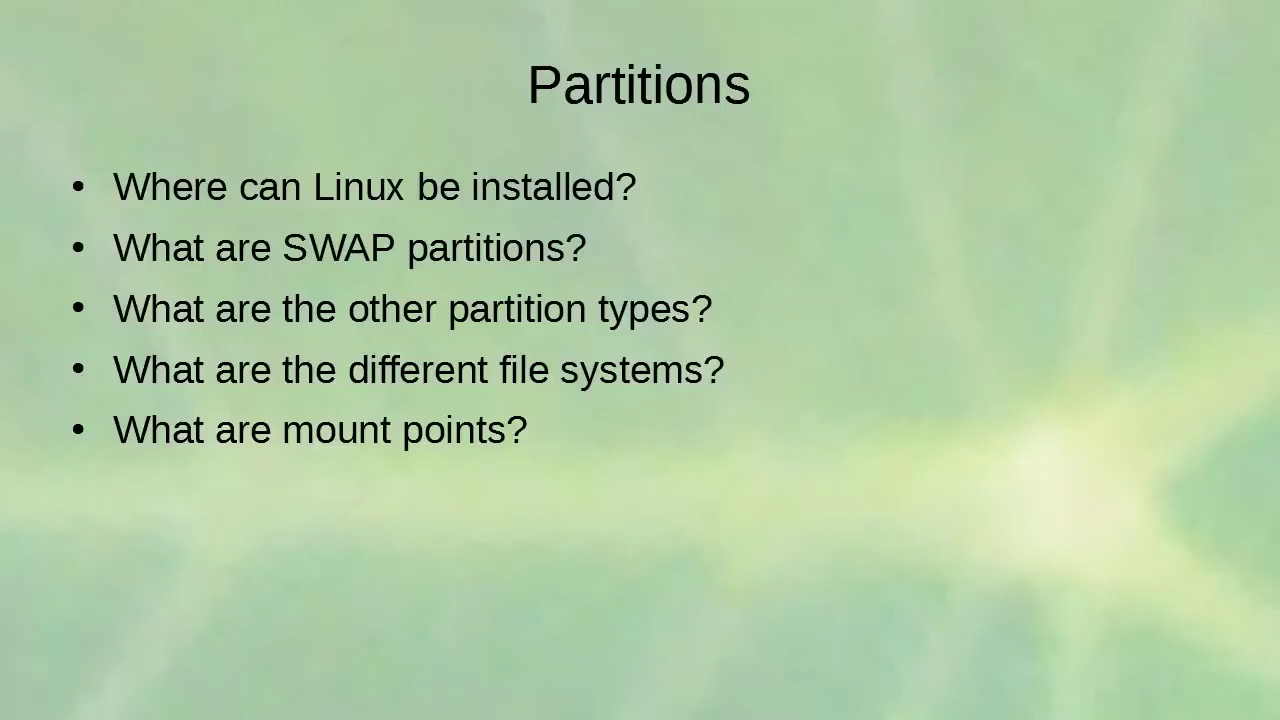 Partitions
• Where can Linux be installed?
• What are SWAP partitions?
• What are the other partition types?
• What are the different file systems?
• What are mount points?